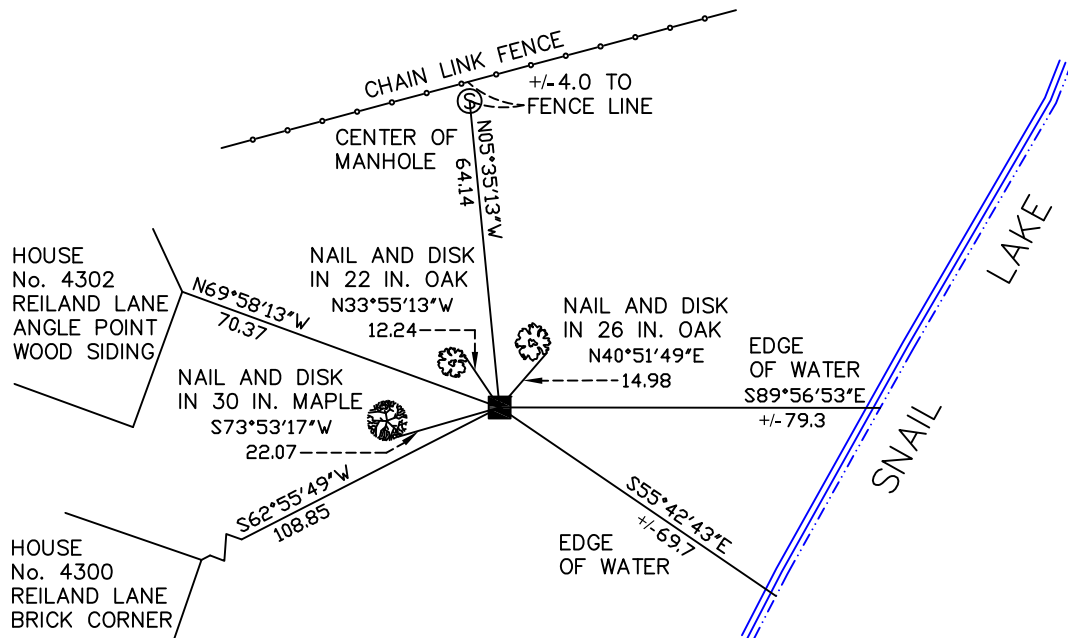 CHAIN LINK FENCE
+/-4.0 TO
FENCE LINE
S
CENTER OF
MANHOLE
N05°35'13"W
64.14
HOUSE
No. 4302
REILAND LANE
ANGLE POINT
WOOD SIDING
N69°58'13"W
70.37
NAIL AND DISK
IN 22 IN. OAK
N33°55'13"W
12.24
NAIL AND DISK
IN 26 IN. OAK
N40°51'49"E
14.98
EDGE
OF WATER
S89°56'53"E
+/-79.3
SNAIL LAKE
NAIL AND DISK
IN 30 IN. MAPLE
S73°53'17"W
22.07
S62°55'49"W
108.85
S55°42'43"E
+/-69.7
EDGE
OF WATER
HOUSE
No. 4300
REILAND LANE
BRICK CORNER